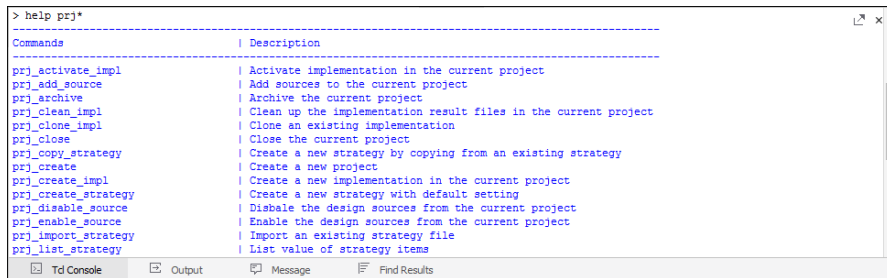 > help prj*
--------------------------------------------------------------------------------------------------
Commands | Description
--------------------------------------------------------------------------------------------------
prj_activate_impl | Activate implementation in the current project
prj_add_source | Add sources to the current project
prj_archive | Archive the current project
prj_clean_impl | Clean up the implementation result files in the current project
prj_clone_impl | Clone an existing implementation
prj_close | Close the current project
prj_copy_strategy | Create a new strategy by copying from an existing strategy
prj_create | Create a new project
prj_create_impl | Create a new implementation in the current project
prj_create_strategy | Create a new strategy with default setting
prj_disable_source | Disbale the design sources from the current project
prj_enable_source | Enable the design sources from the current project
prj_import_strategy | Import an existing strategy file
prj_list_strategy | List value of strategy items
Tcl Console Output Message Find Results